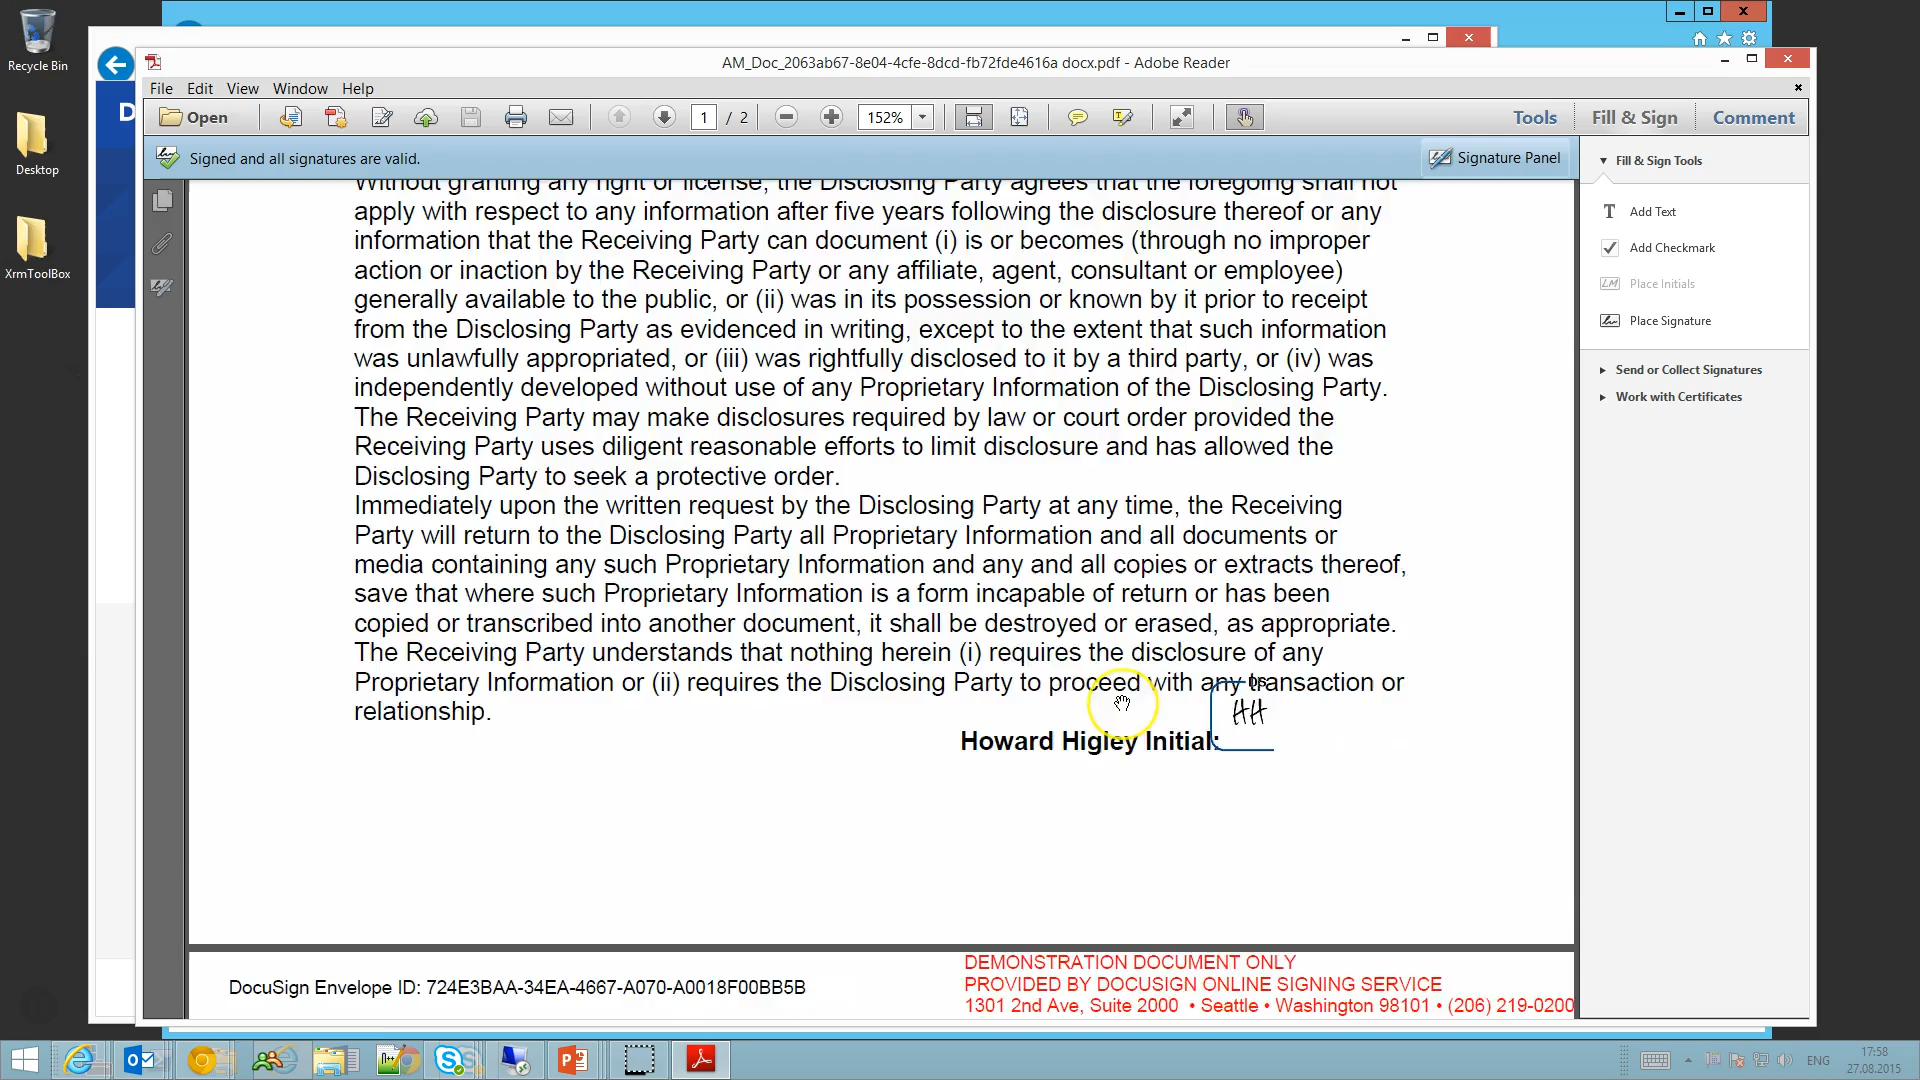 Recycle Bin
Desktop
XrmToolBox
D
AM_Doc_2063ab67-8e04-4cfe-8dcd-fb72fde4616a docx.pdf - Adobe Reader
File Edit View Window Help
Open 1 / 2 152% Tools Fill & Sign Comment
Signed and all signatures are valid. Signature Panel
Without granting any right or license, the Disclosing Party agrees that the foregoing shall not
apply with respect to any information after five years following the disclosure thereof or any
information that the Receiving Party can document (i) is or becomes (through no improper
action or inaction by the Receiving Party or any affiliate, agent, consultant or employee)
generally available to the public, or (ii) was in its possession or known by it prior to receipt
from the Disclosing Party as evidenced in writing, except to the extent that such information
was unlawfully appropriated, or (iii) was rightfully disclosed to it by a third party, or (iv) was
independently developed without use of any Proprietary Information of the Disclosing Party.
The Receiving Party may make disclosures required by law or court order provided the
Receiving Party uses diligent reasonable efforts to limit disclosure and has allowed the
Disclosing Party to seek a protective order.
Immediately upon the written request by the Disclosing Party at any time, the Receiving
Party will return to the Disclosing Party all Proprietary Information and all documents or
media containing any such Proprietary Information and any and all copies or extracts thereof,
save that where such Proprietary Information is a form incapable of return or has been
copied or transcribed into another document, it shall be destroyed or erased, as appropriate.
The Receiving Party understands that nothing herein (i) requires the disclosure of any
Proprietary Information or (ii) requires the Disclosing Party to proceed with any transaction or
relationship.
DS
HH
Howard Higley Initial:
DocuSign Envelope ID: 724E3BAA-34EA-4667-A070-A0018F00BB5B
DEMONSTRATION DOCUMENT ONLY
PROVIDED BY DOCUSIGN ONLINE SIGNING SERVICE
1301 2nd Ave, Suite 2000 • Seattle • Washington 98101 • (206) 219-0200
Fill & Sign Tools
Add Text
Add Checkmark
Place Initials
Place Signature
Send or Collect Signatures
Work with Certificates
ENG
17:58
27.08.2015